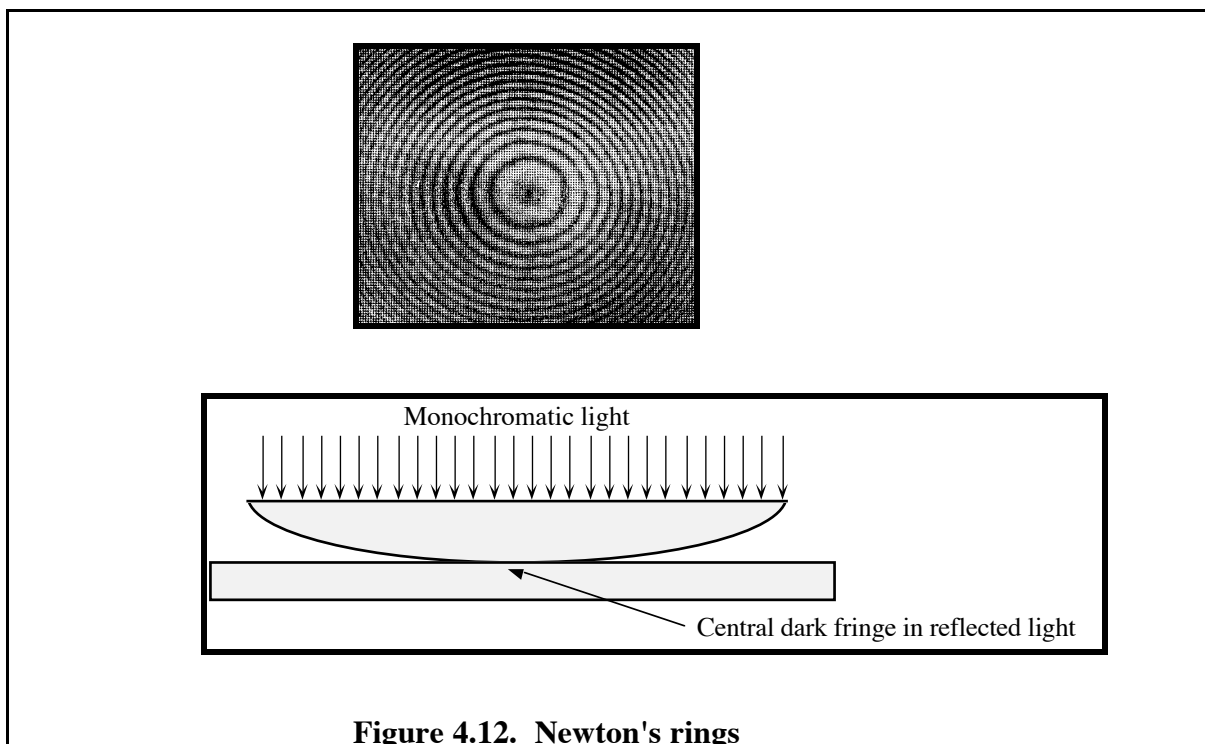 Monochromatic light
Central dark fringe in reflected light
Figure 4.12. Newton's rings